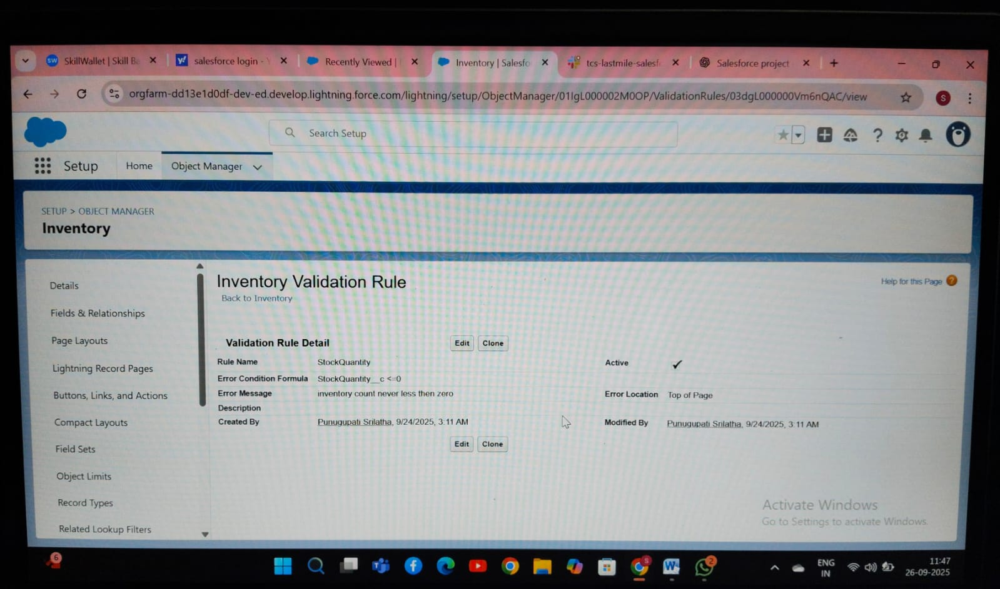 SW SkillWallet | Skill Ba
salesforce login -
Recently Viewed |
Inventory | Salesfo
tcs-lastmile-salesf
Salesforce project
orgfarm-dd13e1d0df-dev-ed.develop.lightning.force.com/lightning/setup/ObjectManager/01IgL000002M0OP/ValidationRules/03dgL000000Vm6nQAC/view
S
Search Setup
Setup
Home
Object Manager
SETUP > OBJECT MANAGER
Inventory
Details
Fields & Relationships
Page Layouts
Lightning Record Pages
Buttons, Links, and Actions
Compact Layouts
Field Sets
Object Limits
Record Types
Related Lookup Filters
Inventory Validation Rule
Back to Inventory
Help for this Page ?
Validation Rule Detail
Edit
Clone
Rule Name StockQuantity
Active
Error Condition Formula StockQuantity__c <=0
Error Message inventory count never less then zero
Error Location Top of Page
Description
Created By Punugupati Srilatha, 9/24/2025, 3:11 AM
Modified By Punugupati Srilatha, 9/24/2025, 3:11 AM
Edit
Clone
Activate Windows
Go to Settings to activate Windows.
6
S
2
ENG
IN
11:47
26-09-2025